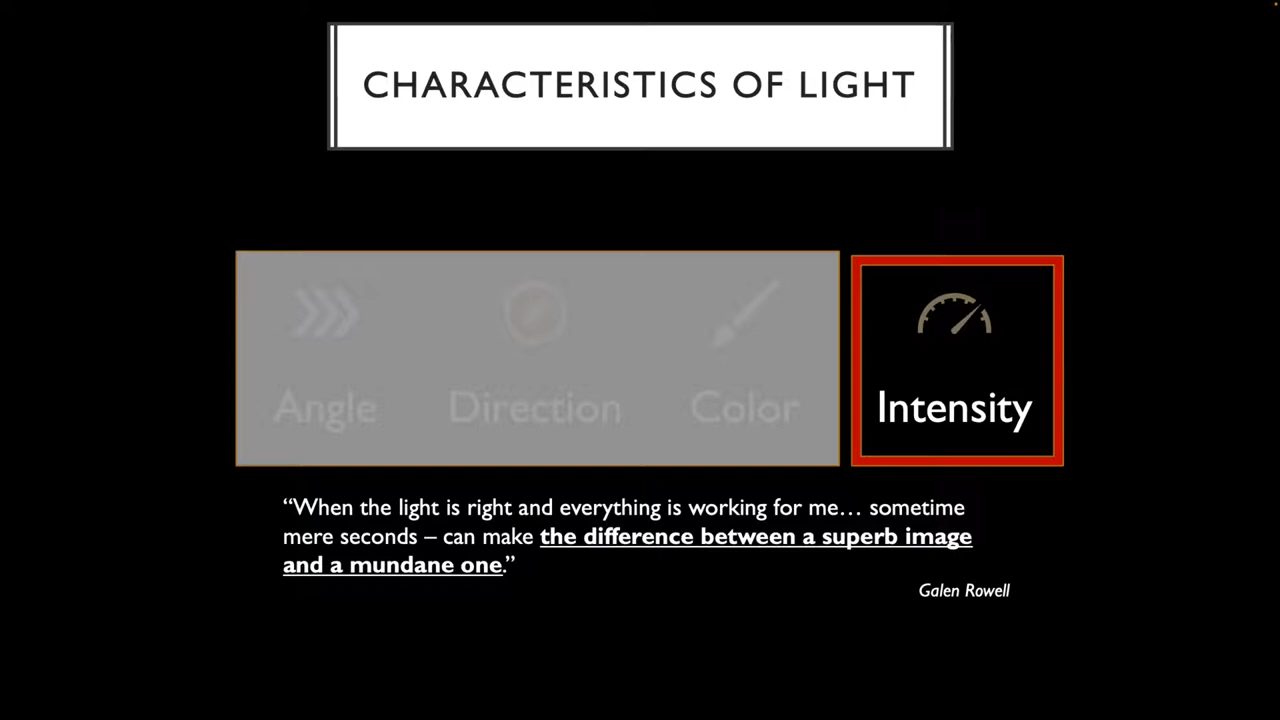 CHARACTERISTICS OF LIGHT
Angle Direction Color Intensity
“When the light is right and everything is working for me… sometime
mere seconds – can make the difference between a superb image
and a mundane one.”
Galen Rowell